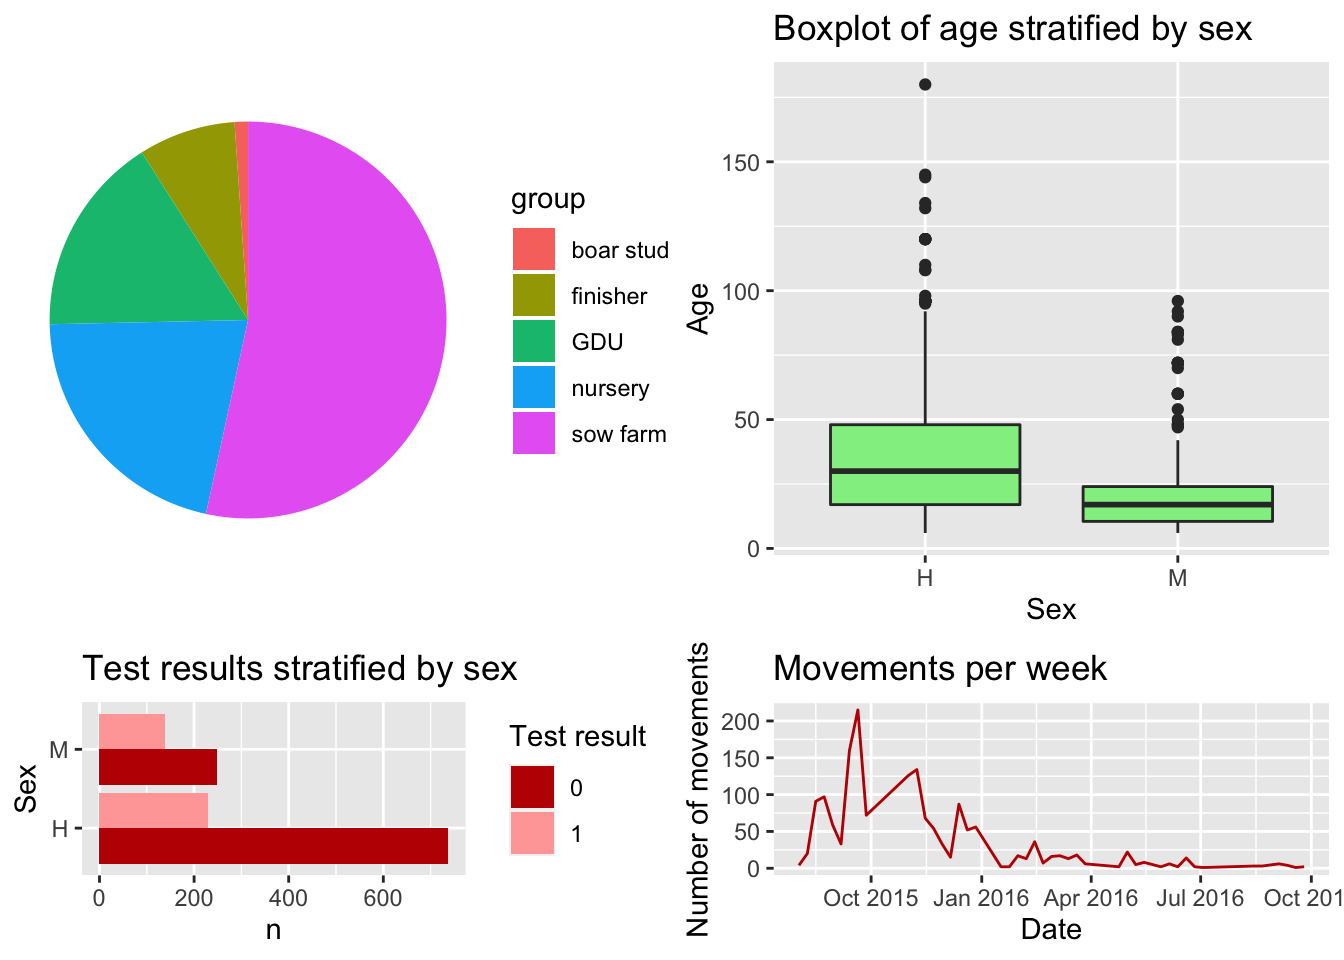 group
boar stud
finisher
GDU
nursery
sow farm
Boxplot of age stratified by sex
Age
150
100
50
0
H
M
Sex
Test results stratified by sex
Sex
M
H
0
200
400
600
n
Test result
0
1
Movements per week
Number of movements
200
150
100
50
0
Oct 2015
Jan 2016
Apr 2016
Jul 2016
Oct 201
Date